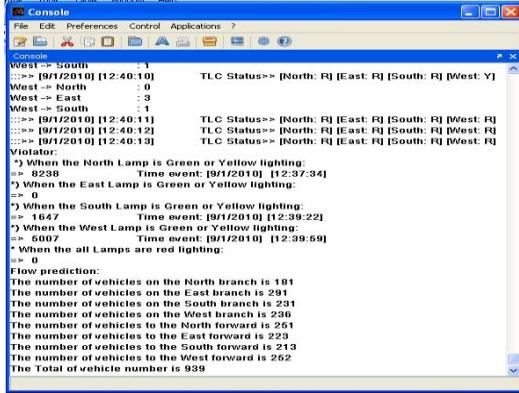 Console
File Edit Preferences Control Applications ?
Console
West -> South : 1
:::>> [9/1/2010] [12:40:10] TLC Status>> [North: R] [East: R] [South: R] [West: Y]
West -> North : 0
West -> East : 3
West -> South : 1
:::>> [9/1/2010] [12:40:11] TLC Status>> [North: R] [East: R] [South: R] [West: R]
:::>> [9/1/2010] [12:40:12] TLC Status>> [North: R] [East: R] [South: R] [West: R]
:::>> [9/1/2010] [12:40:13] TLC Status>> [North: R] [East: R] [South: R] [West: R]
Violator:
*) When the North Lamp is Green or Yellow lighting:
=> 8238 Time event: [9/1/2010] [12:37:34]
*) When the East Lamp is Green or Yellow lighting:
=> 0
*) When the South Lamp is Green or Yellow lighting:
=> 1647 Time event: [9/1/2010] [12:39:22]
*) When the West Lamp is Green or Yellow lighting:
=> 5007 Time event: [9/1/2010] [12:39:59]
* When the all Lamps are red lighting:
=> 0
Flow prediction:
The number of vehicles on the North branch is 181
The number of vehicles on the East branch is 291
The number of vehicles on the South branch is 231
The number of vehicles on the West branch is 236
The number of vehicles to the North forward is 251
The number of vehicles to the East forward is 223
The number of vehicles to the South forward is 213
The number of vehicles to the West forward is 252
The Total of vehicle number is 939